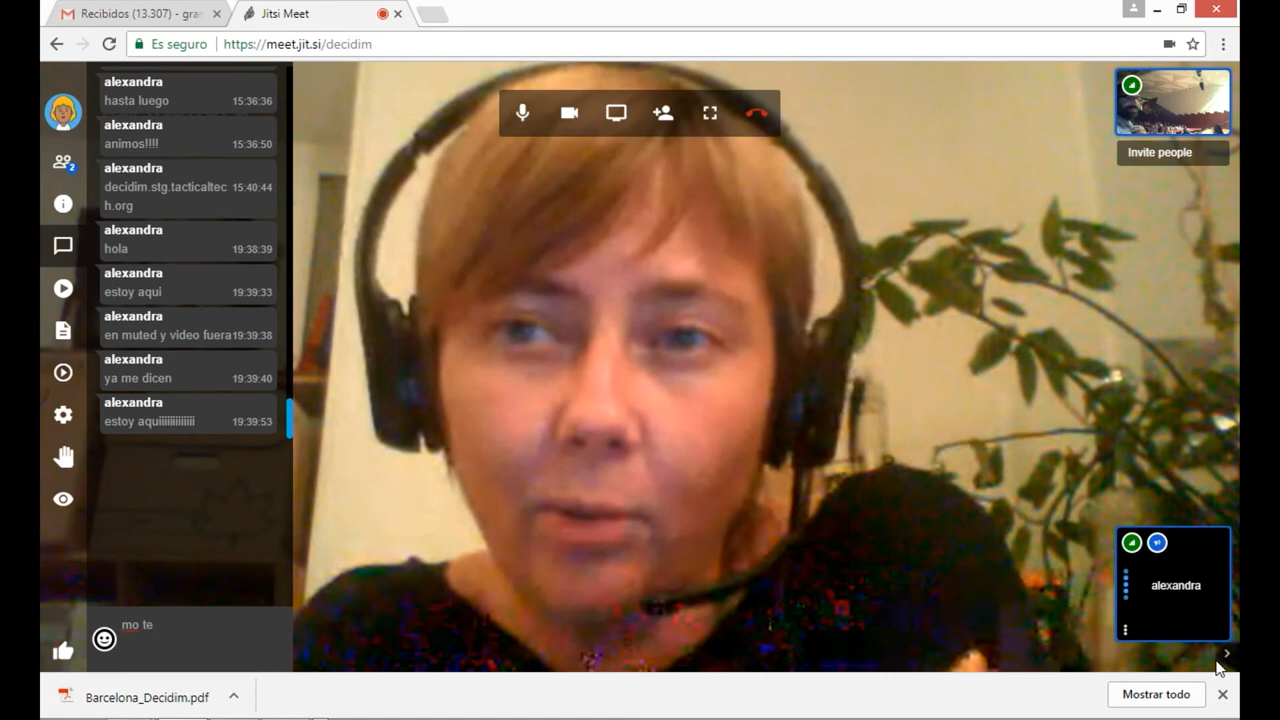 Recibidos (13.307) - gra
Jitsi Meet
Es seguro
https://meet.jit.si/decidim
alexandra
hasta luego 15:36:36
alexandra
animos!!!! 15:36:50
alexandra
decidim.stg.tacticaltec 15:40:44
h.org
alexandra
hola 19:38:39
alexandra
estoy aqui 19:39:33
alexandra
en muted y video fuera 19:39:38
alexandra
ya me dicen 19:39:40
alexandra
estoy aquiiiiiiiiiiiiii 19:39:53
2
mo te
Invite people
alexandra
Barcelona_Decidim.pdf
Mostrar todo